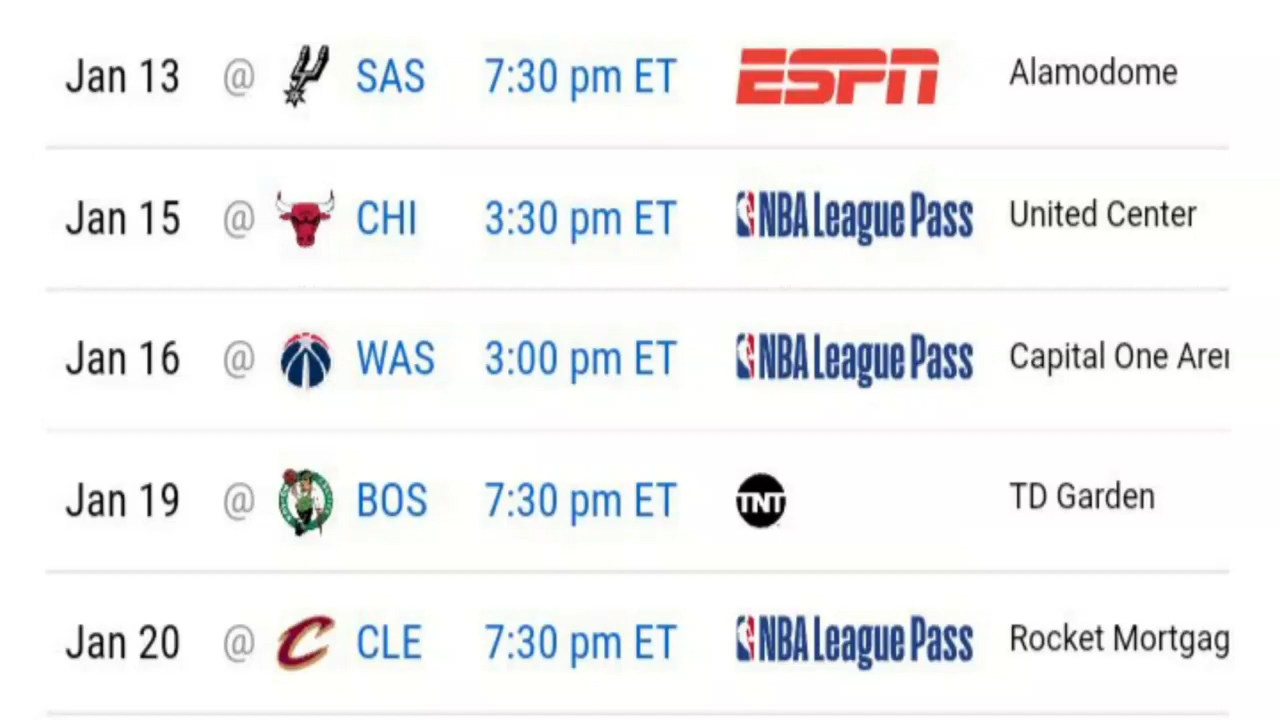 Jan 13 @ SAS 7:30 pm ET ESPN Alamodome
Jan 15 @ CHI 3:30 pm ET NBA League Pass United Center
Jan 16 @ WAS 3:00 pm ET NBA League Pass Capital One Arer
Jan 19 @ BOS 7:30 pm ET TNT TD Garden
Jan 20 @ CLE 7:30 pm ET NBA League Pass Rocket Mortgag